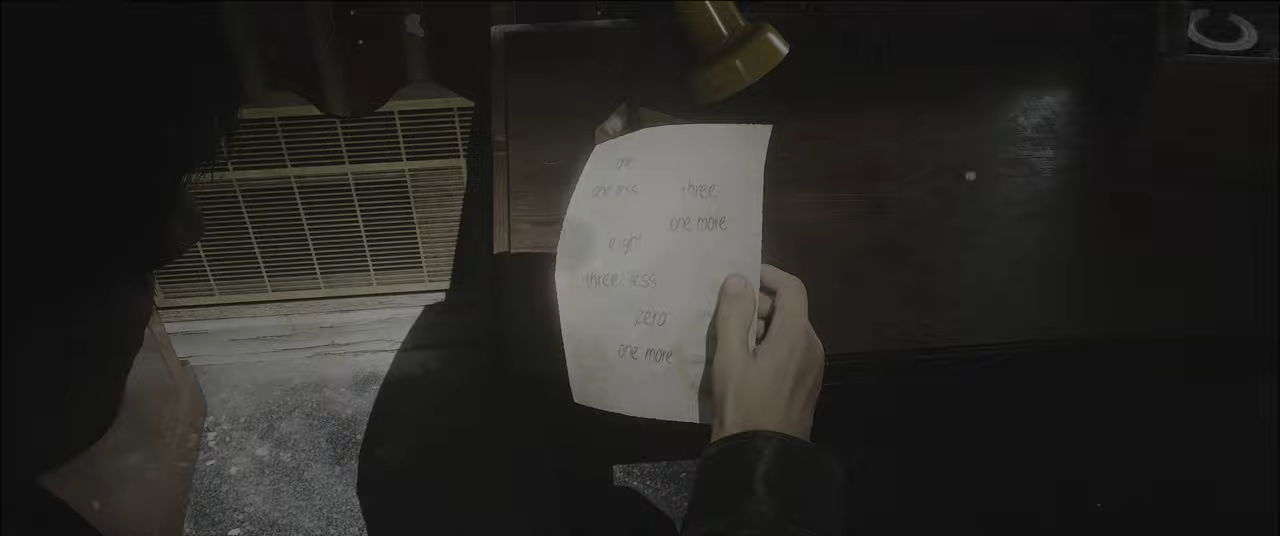 one
one less three
one more
eight
three less
zero
one more